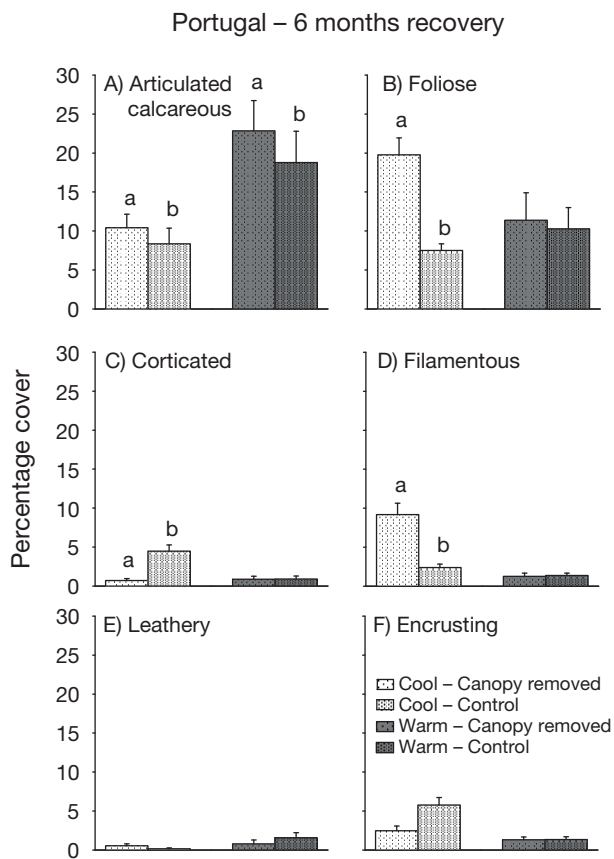 Portugal – 6 months recovery
Percentage cover
A) Articulated
calcareous
30
25
20
15
10
5
0
a
b
a
b
B) Foliose
a
b
C) Corticated
30
25
20
15
10
5
0
a
b
D) Filamentous
a
b
E) Leathery
30
25
20
15
10
5
0
F) Encrusting
Cool – Canopy removed
Cool – Control
Warm – Canopy removed
Warm – Control